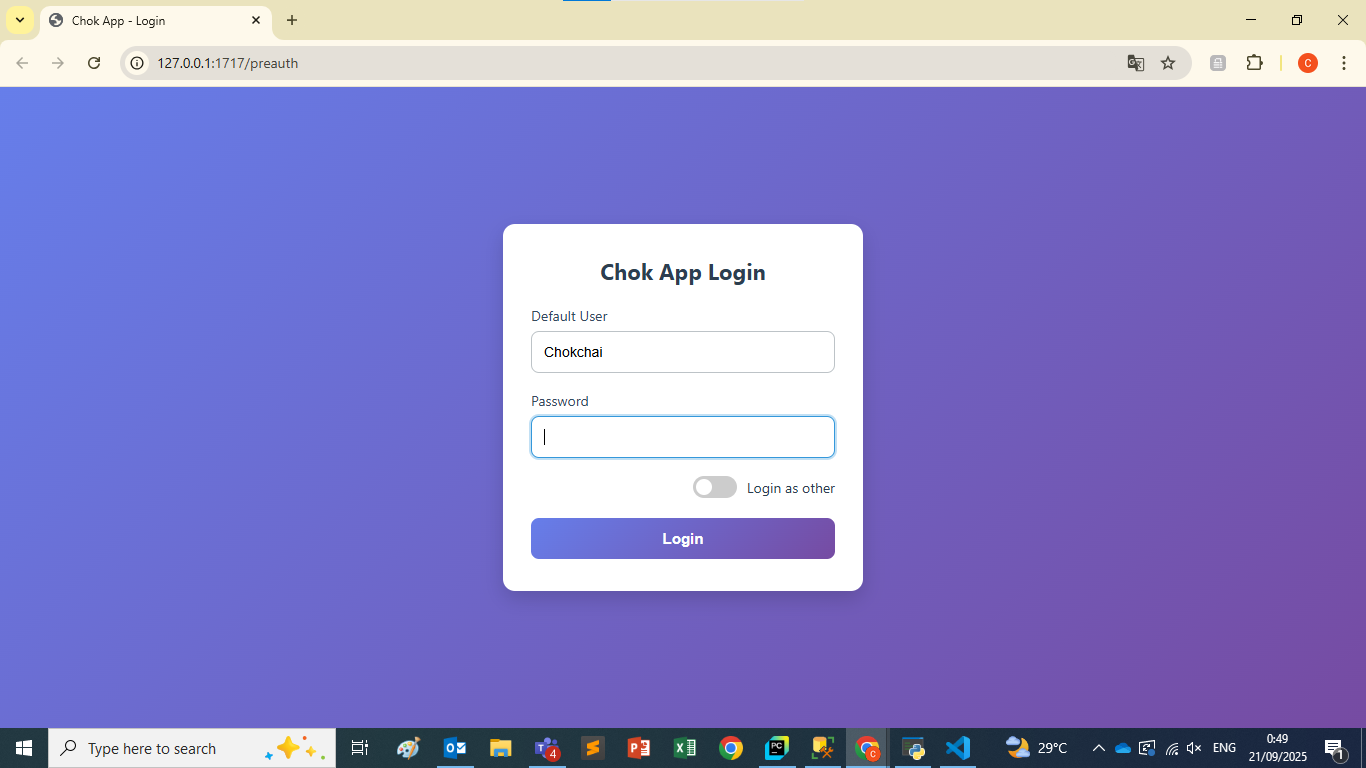 Chok App - Login
127.0.0.1:1717/preauth
C
Chok App Login
Default User
Chokchai
Password
Login as other
Login
Type here to search
4
PC
C
29°C
ENG
0:49
21/09/2025
1